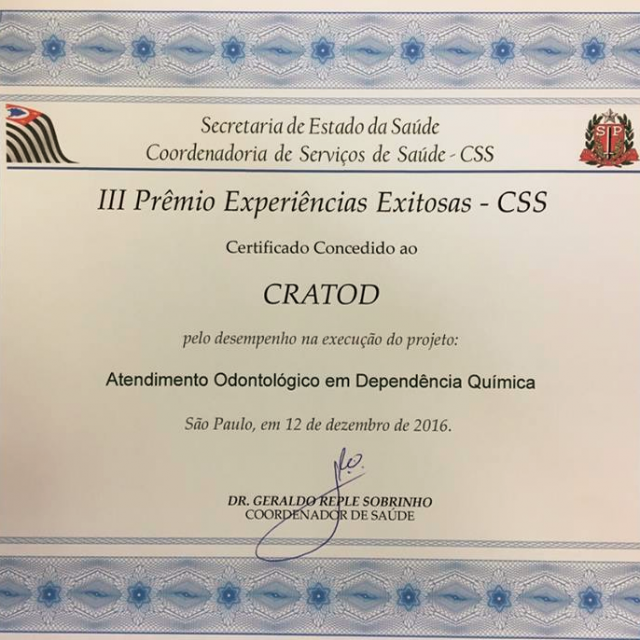 Secretaria de Estado da Saúde
Coordenadoria de Serviços de Saúde - CSS
S P
III Prêmio Experiências Exitosas - CSS
Certificado Concedido ao
CRATOD
pelo desempenho na execução do projeto:
Atendimento Odontológico em Dependência Química
São Paulo, em 12 de dezembro de 2016.
DR. GERALDO REPLE SOBRINHO
COORDENADOR DE SAÚDE